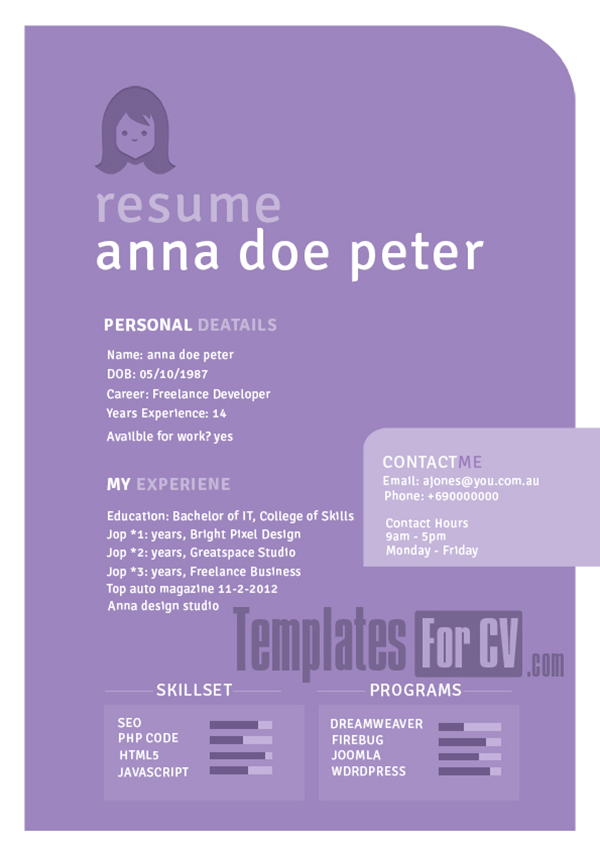 resume
anna doe peter
PERSONAL DEATAILS
Name: anna doe peter
DOB: 05/10/1987
Career: Freelance Developer
Years Experience: 14
Availble for work? yes
CONTACTME
Email: ajones@you.com.au
Phone: +690000000
Contact Hours
9am - 5pm
Monday - Friday
MY EXPERIENE
Education: Bachelor of IT, College of Skills
Jop *1: years, Bright Pixel Design
Jop *2: years, Greatspace Studio
Jop *3: years, Freelance Business
Top auto magazine 11-2-2012
Anna design studio
Templates For CV .com
SKILLSET
SEO
PHP CODE
HTML5
JAVASCRIPT
PROGRAMS
DREAMWEAVER
FIREBUG
JOOMLA
WDRDPRESS